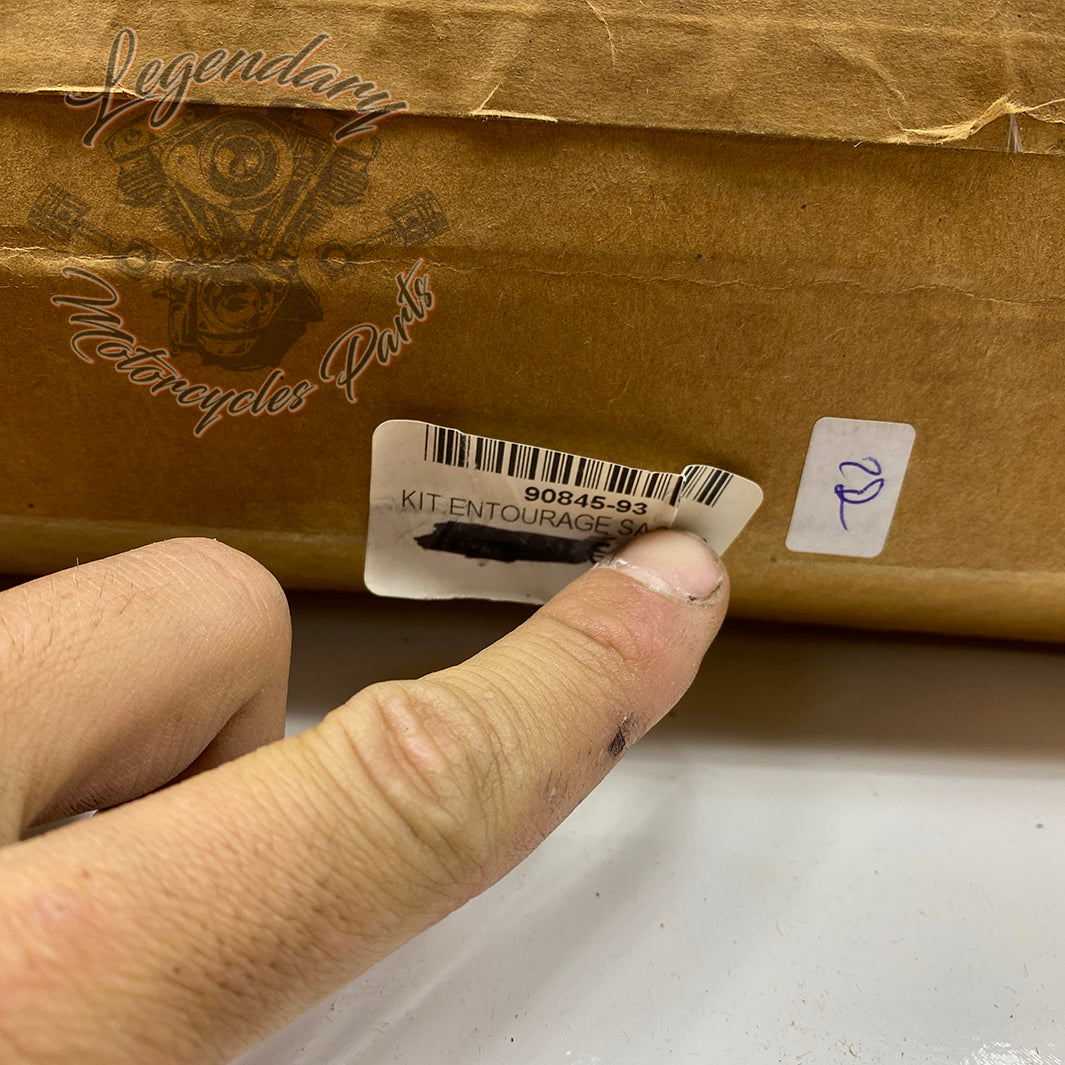 Legendary
Motorcycles Parts
90845-93
KIT ENTOURAGE SA